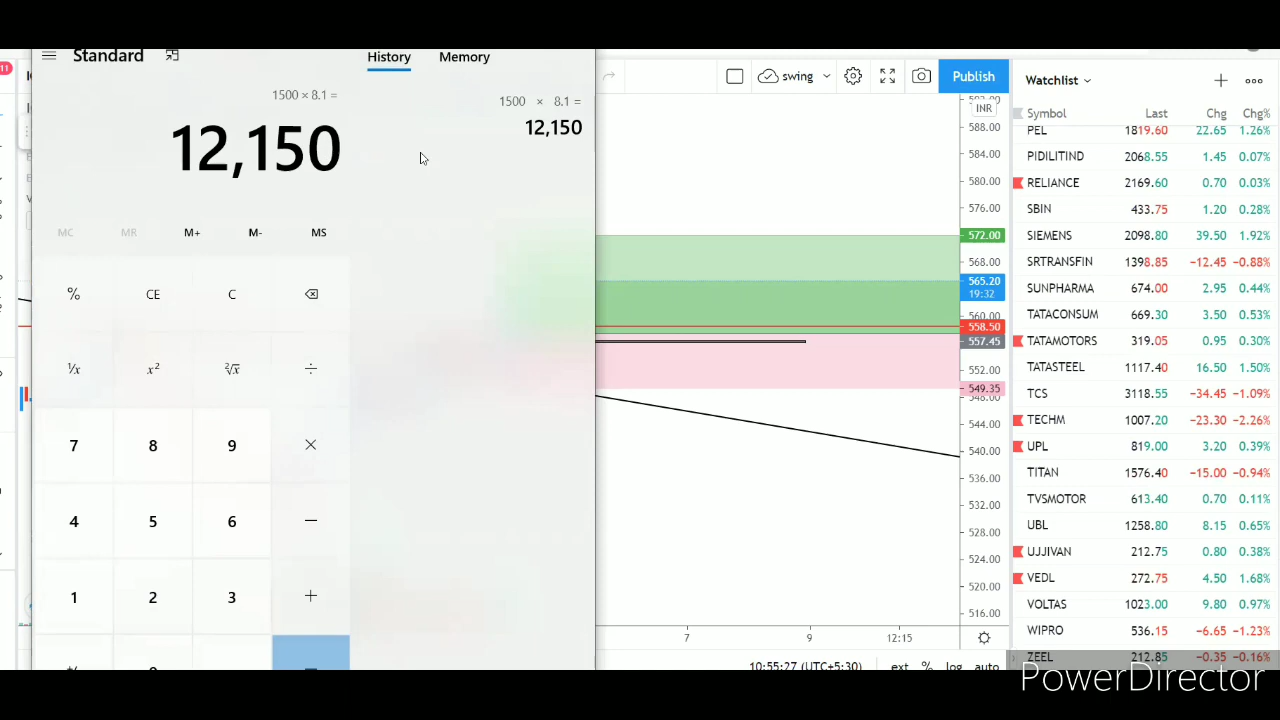 11
Standard
History
Memory
1500 × 8.1 =
12,150
1500 × 8.1 =
12,150
MC
MR
M+
M-
MS
%
CE
C
¹/x
x²
²√x
÷
7
8
9
×
4
5
6
−
1
2
3
+
swing
Publish
INR
588.00
584.00
580.00
576.00
572.00
568.00
565.20
19:32
560.00
558.50
557.45
552.00
549.35
548.00
544.00
540.00
536.00
532.00
528.00
524.00
520.00
516.00
7
9
12:15
10:55:27 (UTC+5:30)
ext
%
log
auto
Watchlist
Symbol Last Chg Chg%
PEL 1819.60 22.65 1.26%
PIDILITIND 2068.55 1.45 0.07%
RELIANCE 2169.60 0.70 0.03%
SBIN 433.75 1.20 0.28%
SIEMENS 2098.80 39.50 1.92%
SRTRANSFIN 1398.85 −12.45 −0.88%
SUNPHARMA 674.00 2.95 0.44%
TATACONSUM 669.30 3.50 0.53%
TATAMOTORS 319.05 0.95 0.30%
TATASTEEL 1117.40 16.50 1.50%
TCS 3118.55 −34.45 −1.09%
TECHM 1007.20 −23.30 −2.26%
UPL 819.00 3.20 0.39%
TITAN 1576.40 −15.00 −0.94%
TVSMOTOR 613.40 0.70 0.11%
UBL 1258.80 8.15 0.65%
UJJIVAN 212.75 0.80 0.38%
VEDL 272.75 4.50 1.68%
VOLTAS 1023.00 9.80 0.97%
WIPRO 536.15 −6.65 −1.23%
ZEEL 212.85 −0.35 −0.16%
PowerDirector